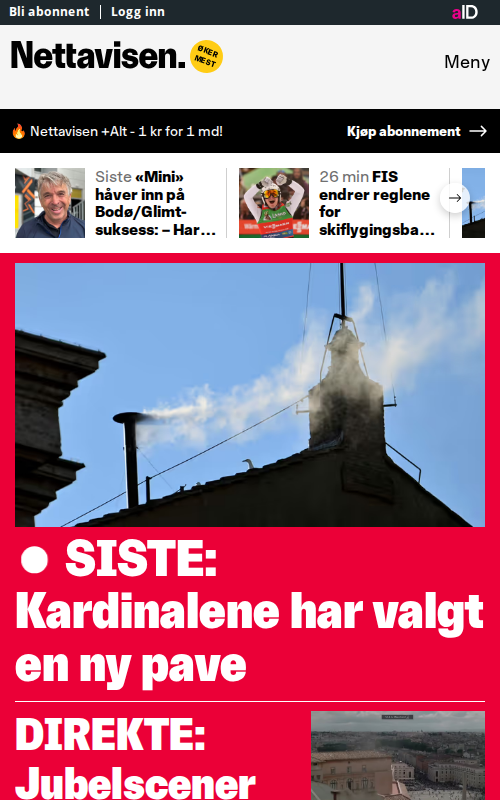 Bli abonnent | Logg inn
aID
Nettavisen.
ØKER
MEST
Meny
🔥 Nettavisen +Alt - 1 kr for 1 md!
Kjøp abonnement →
Siste «Mini»
håver inn på
Bodø/Glimt-
suksess: – Har...
26 min FIS
endrer reglene
for
skiflygingsba...
SISTE:
Kardinalene har valgt
en ny pave
DIREKTE:
Jubelscener